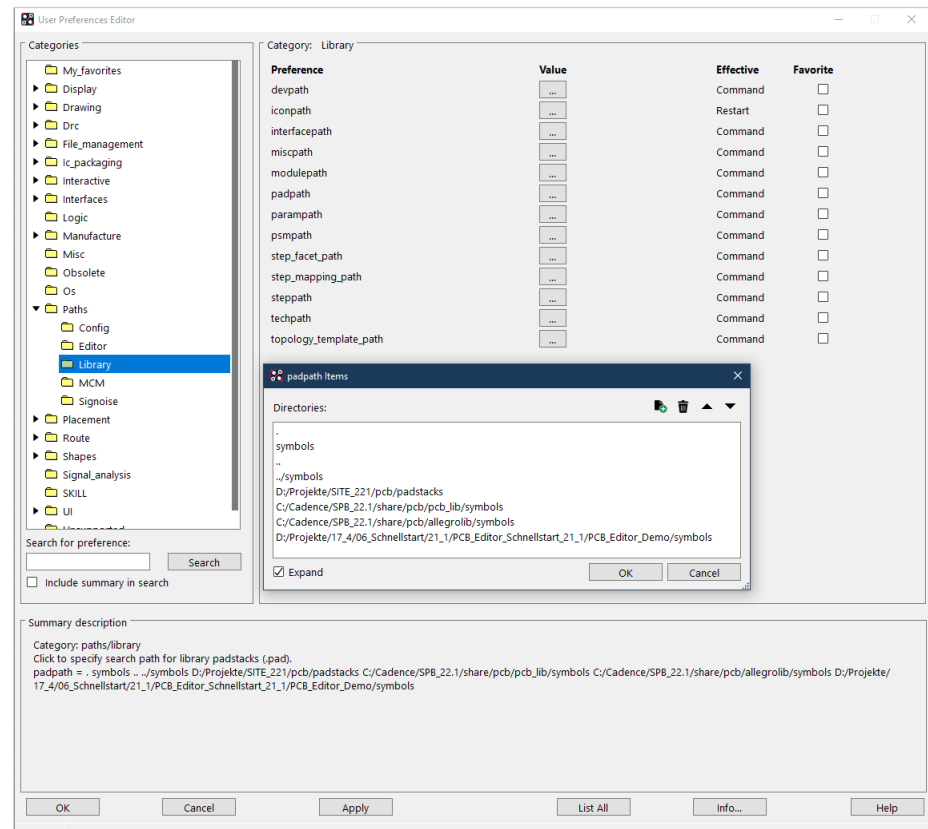 User Preferences Editor
Categories
My_favorites
Display
Drawing
Drc
File_management
Ic_packaging
Interactive
Interfaces
Logic
Manufacture
Misc
Obsolete
Os
Paths
Config
Editor
Library
MCM
Signoise
Placement
Route
Shapes
Signal_analysis
SKILL
UI
Search for preference:
Search
Include summary in search
Category: Library
Preference Value Effective Favorite
devpath ... Command
iconpath ... Restart
interfacepath ... Command
miscpath ... Command
modulepath ... Command
padpath ... Command
parampath ... Command
psmpath ... Command
step_facet_path ... Command
step_mapping_path ... Command
steppath ... Command
techpath ... Command
topology_template_path ... Command
padpath Items
Directories:
.
symbols
..
../symbols
D:/Projekte/SITE_221/pcb/padstacks
C:/Cadence/SPB_22.1/share/pcb/pcb_lib/symbols
C:/Cadence/SPB_22.1/share/pcb/allegrolib/symbols
D:/Projekte/17_4/06_Schnellstart/21_1/PCB_Editor_Schnellstart_21_1/PCB_Editor_Demo/symbols
Expand
OK Cancel
Summary description
Category: paths/library
Click to specify search path for library padstacks (.pad).
padpath = . symbols .. ../symbols D:/Projekte/SITE_221/pcb/padstacks C:/Cadence/SPB_22.1/share/pcb/pcb_lib/symbols C:/Cadence/SPB_22.1/share/pcb/allegrolib/symbols D:/Projekte/
17_4/06_Schnellstart/21_1/PCB_Editor_Schnellstart_21_1/PCB_Editor_Demo/symbols
OK Cancel Apply List All Info... Help